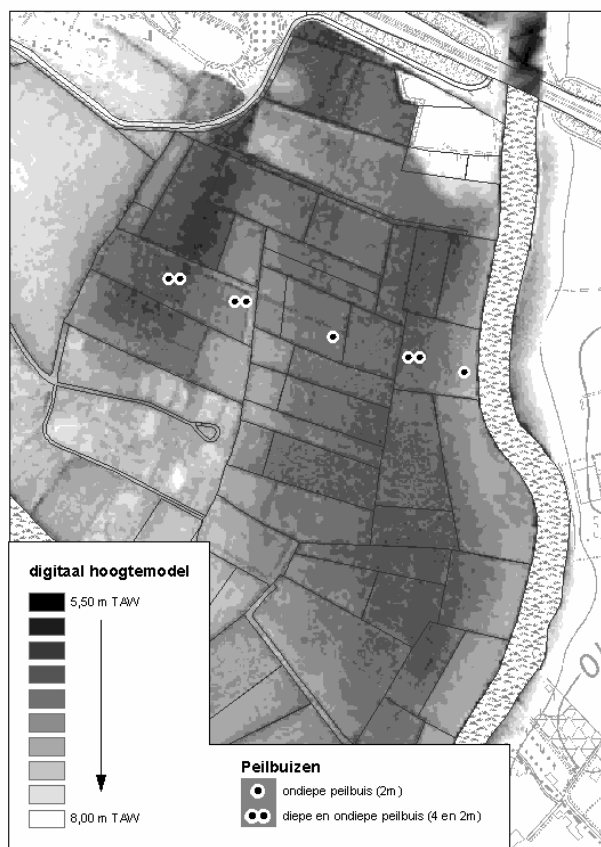 digitaal hoogtemodel
5,50 m TAW
8,00 m TAW
Peilbuizen
ondiepe peilbuis (2m)
diepe en ondiepe peilbuis (4 en 2m)